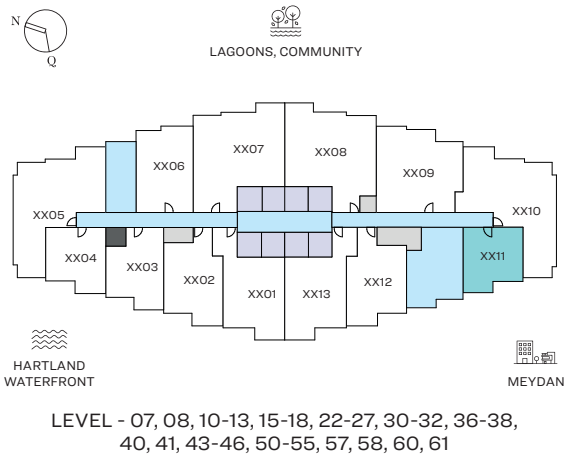 N
Q
LAGOONS, COMMUNITY
XX07
XX08
XX06
XX09
XX05
XX10
XX04
XX03
XX11
XX02
XX12
XX01
XX13
HARTLAND
WATERFRONT
MEYDAN
LEVEL - 07, 08, 10-13, 15-18, 22-27, 30-32, 36-38,
40, 41, 43-46, 50-55, 57, 58, 60, 61